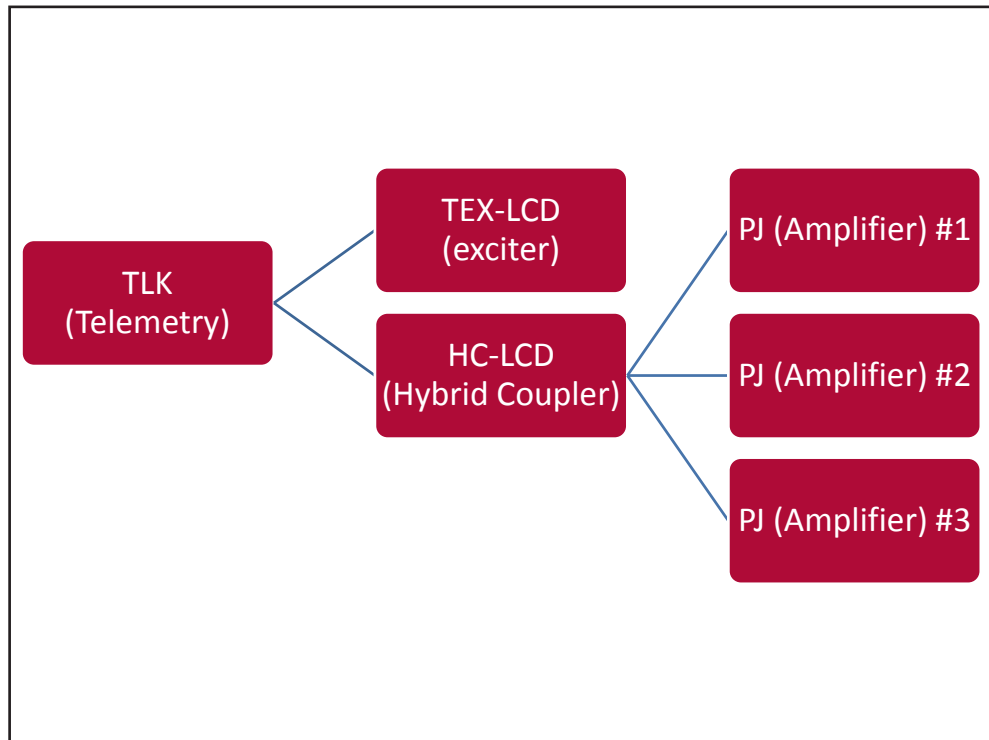 TLK
(Telemetry)
TEX-LCD
(exciter)
HC-LCD
(Hybrid Coupler)
PJ (Amplifier) #1
PJ (Amplifier) #2
PJ (Amplifier) #3